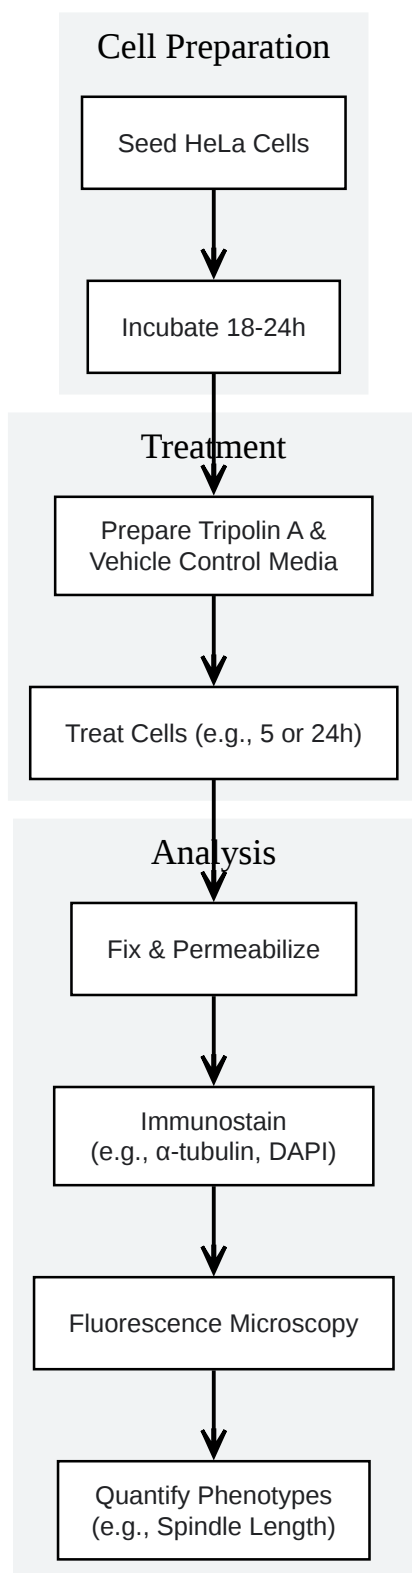 Cell Preparation
Seed HeLa Cells
Incubate 18-24h
Treatment
Prepare Tripolin A &
Vehicle Control Media
Treat Cells (e.g., 5 or 24h)
Analysis
Fix & Permeabilize
Immunostain
(e.g., α-tubulin, DAPI)
Fluorescence Microscopy
Quantify Phenotypes
(e.g., Spindle Length)